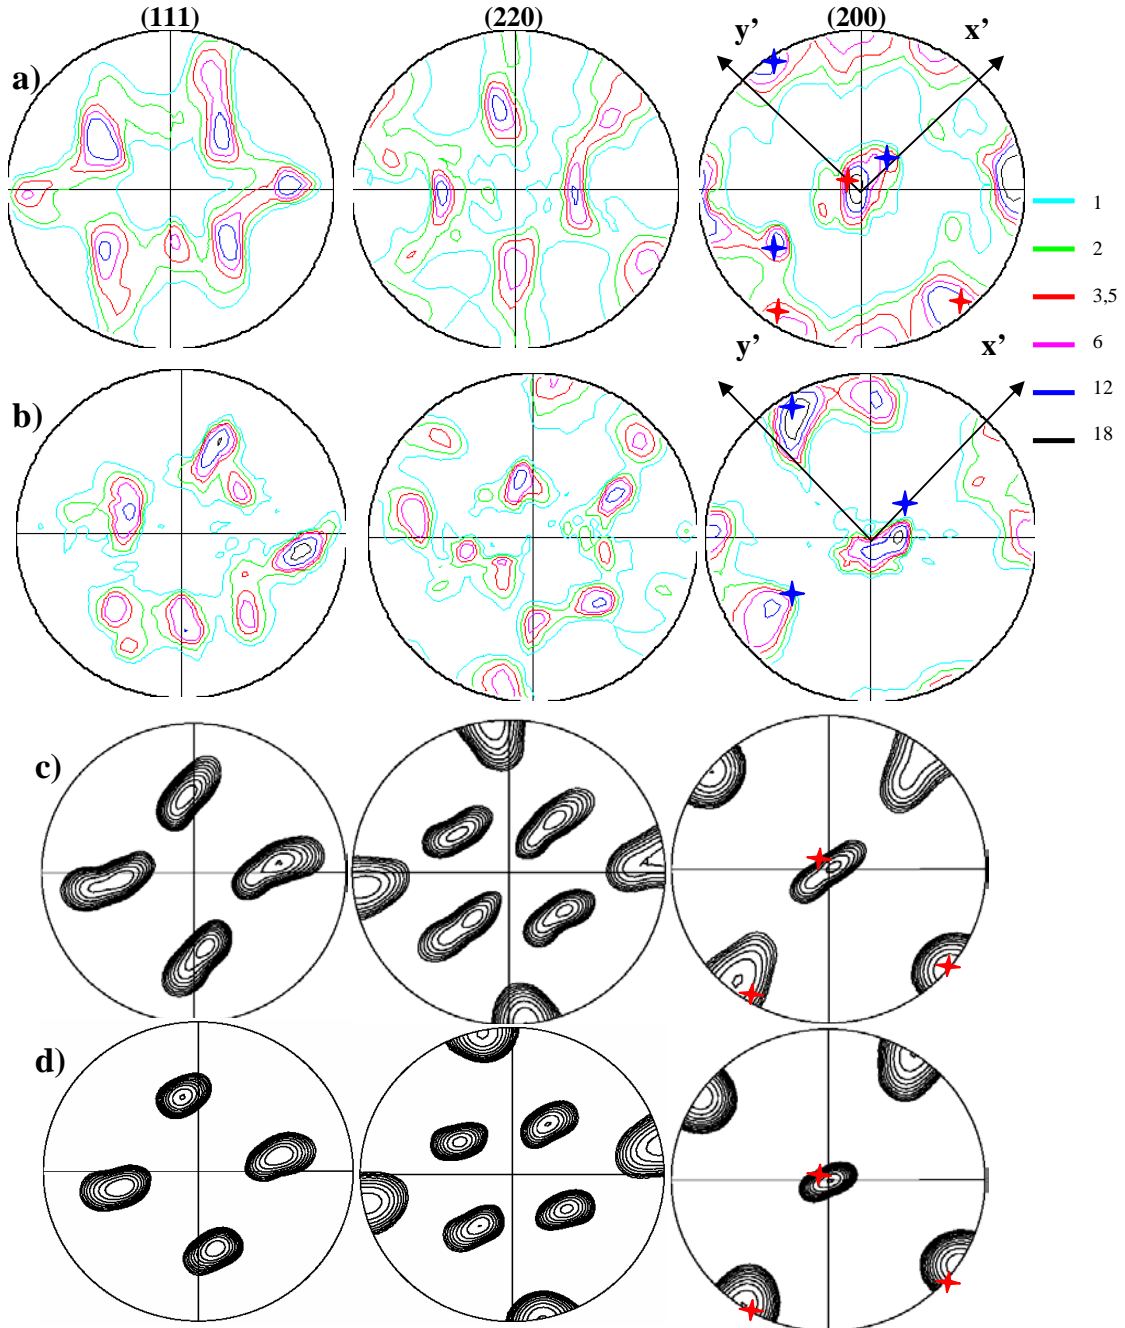 (111) (220) (200)
a) y’ x’
1
2
3,5
6
12
18
b) y’ x’
c)
d)